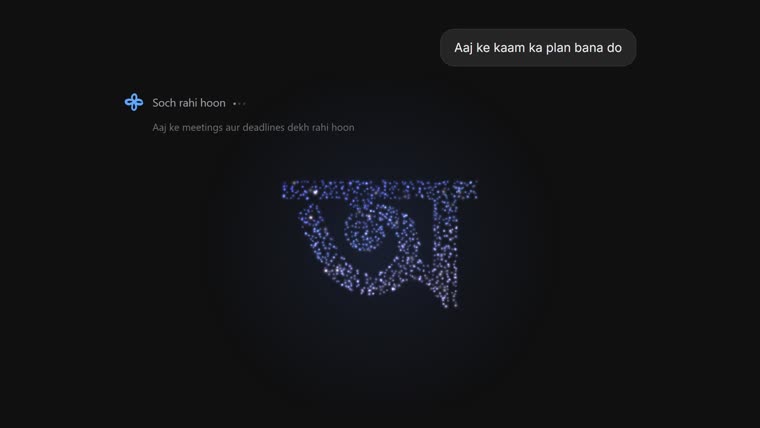 Aaj ke kaam ka plan bana do
Soch rahi hoon
Aaj ke meetings aur deadlines dekh rahi hoon
অ